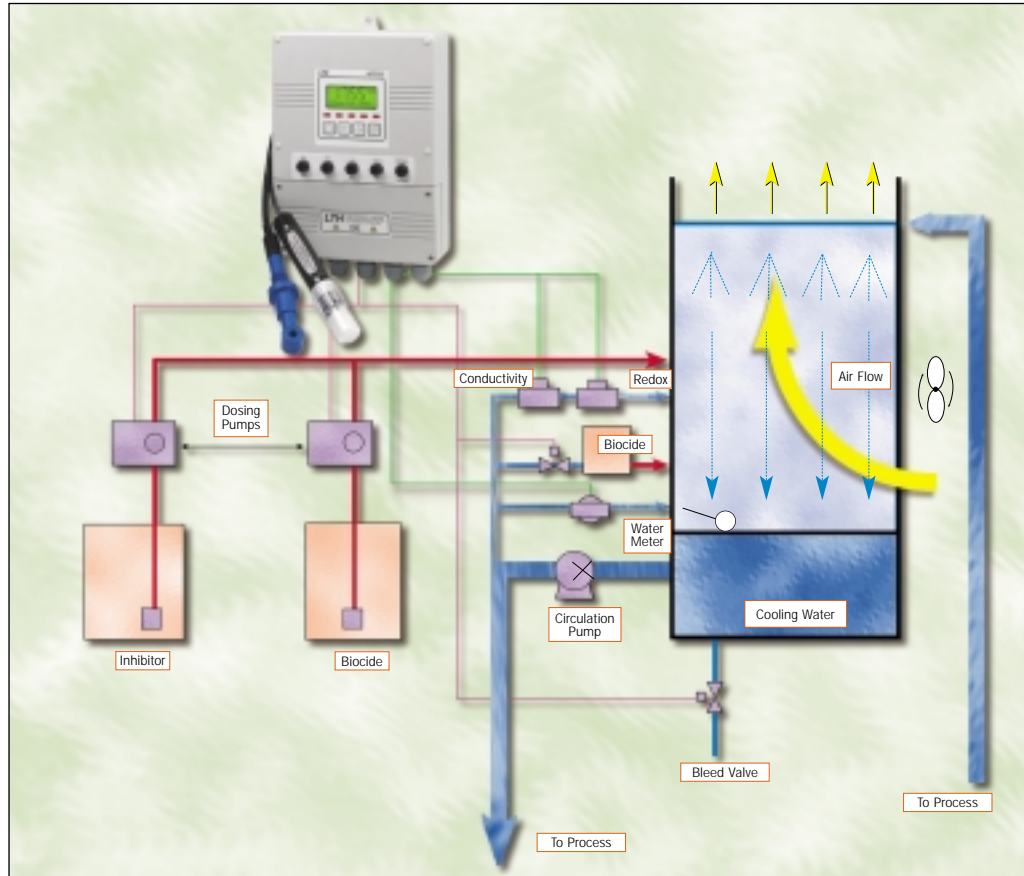 LTH
Conductivity
Redox
Air Flow
Dosing
Pumps
Biocide
Water
Meter
Circulation
Pump
Cooling Water
Inhibitor
Biocide
Bleed Valve
To Process
To Process